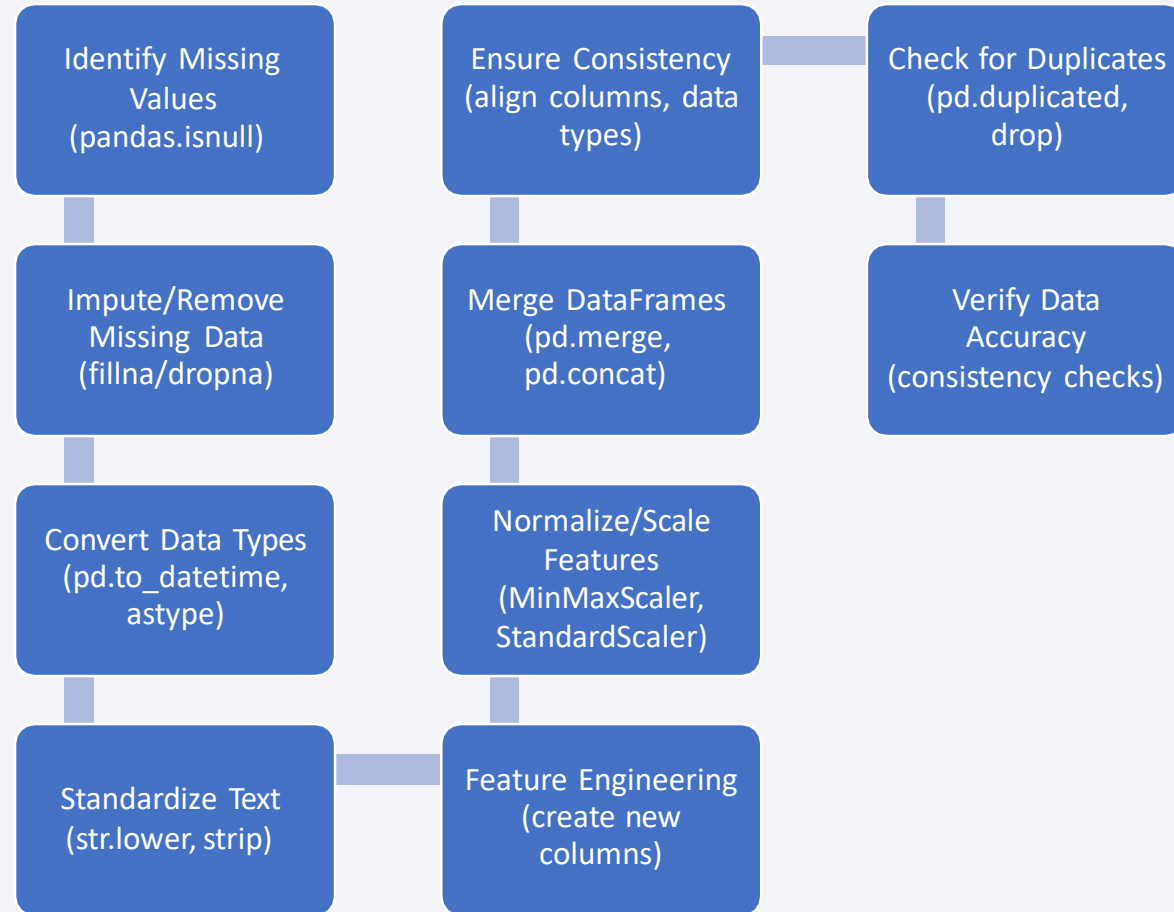 Identify Missing
Values
(pandas.isnull)
Impute/Remove
Missing Data
(fillna/dropna)
Convert Data Types
(pd.to_datetime,
astype)
Standardize Text
(str.lower, strip)
Feature Engineering
(create new
columns)
Normalize/Scale
Features
(MinMaxScaler,
StandardScaler)
Merge DataFrames
(pd.merge,
pd.concat)
Ensure Consistency
(align columns, data
types)
Check for Duplicates
(pd.duplicated,
drop)
Verify Data
Accuracy
(consistency checks)